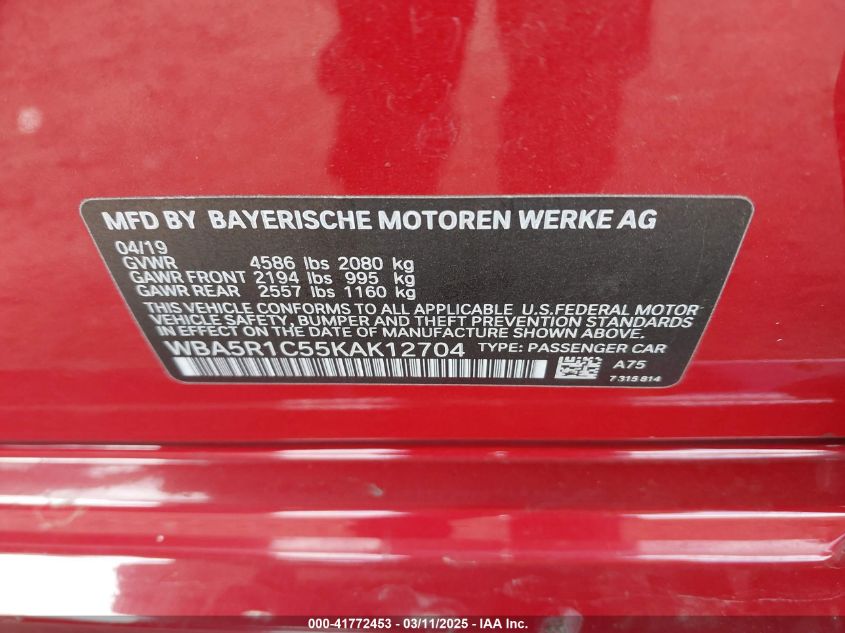 MFD BY BAYERISCHE MOTOREN WERKE AG
04/19
GVWR 4586 lbs 2080 kg
GAWR FRONT 2194 lbs 995 kg
GAWR REAR 2557 lbs 1160 kg
THIS VEHICLE CONFORMS TO ALL APPLICABLE U.S.FEDERAL MOTOR
VEHICLE SAFETY, BUMPER AND THEFT PREVENTION STANDARDS
IN EFFECT ON THE DATE OF MANUFACTURE SHOWN ABOVE.
WBA5R1C55KAK12704 TYPE: PASSENGER CAR
A75
7 315 814
000-41772453 - 03/11/2025 - IAA Inc.